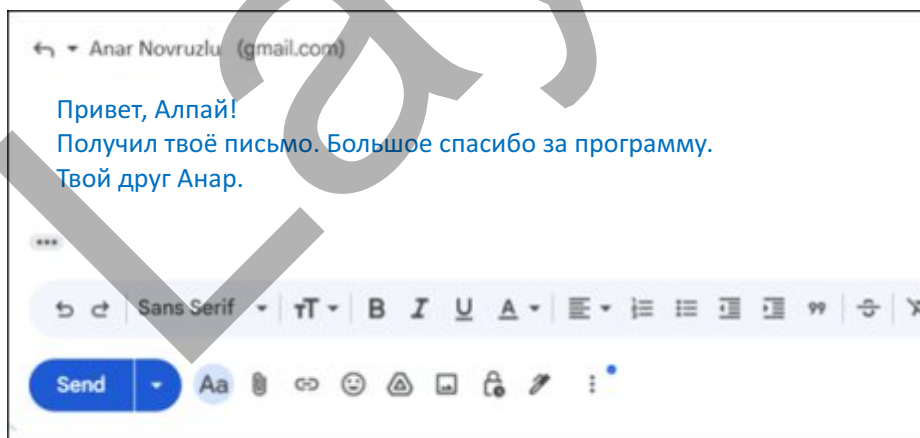 Anar Novruzlu (gmail.com)
Привет, Алпай!
Получил твоё письмо. Большое спасибо за программу.
Твой друг Анар.
Sans Serif
Send
Aa